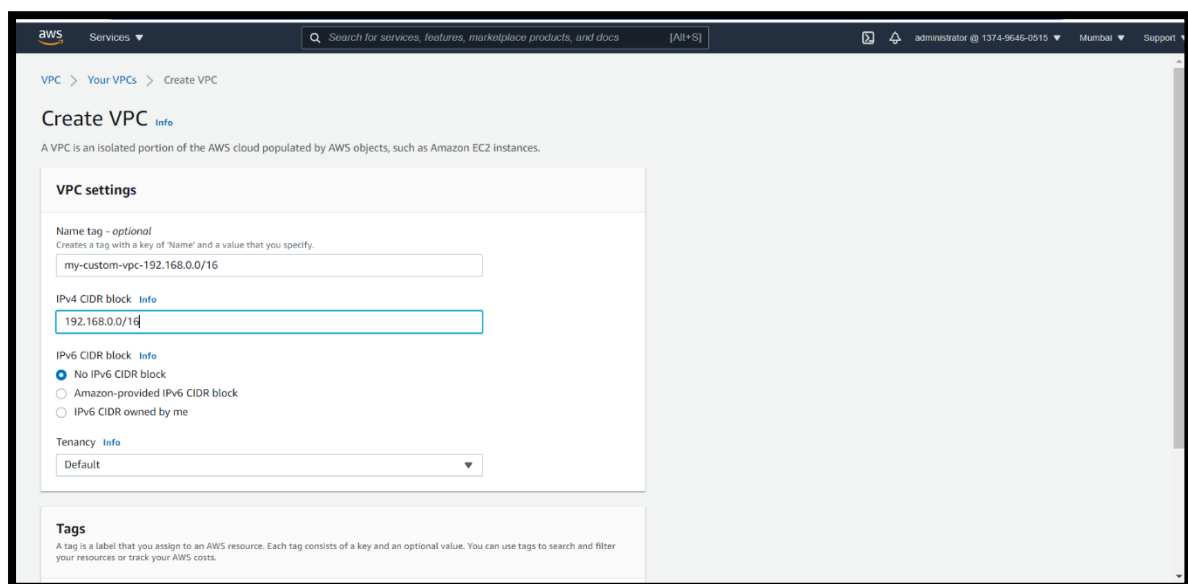 aws Services ▼ Search for services, features, marketplace products, and docs [Alt+S] administrator @ 1374-9646-0515 ▼ Mumbai ▼ Support
VPC > Your VPCs > Create VPC
Create VPC Info
A VPC is an isolated portion of the AWS cloud populated by AWS objects, such as Amazon EC2 instances.
VPC settings
Name tag - optional
Creates a tag with a key of 'Name' and a value that you specify.
my-custom-vpc-192.168.0.0/16
IPv4 CIDR block Info
192.168.0.0/16
IPv6 CIDR block Info
No IPv6 CIDR block
Amazon-provided IPv6 CIDR block
IPv6 CIDR owned by me
Tenancy Info
Default
Tags
A tag is a label that you assign to an AWS resource. Each tag consists of a key and an optional value. You can use tags to search and filter
your resources or track your AWS costs.